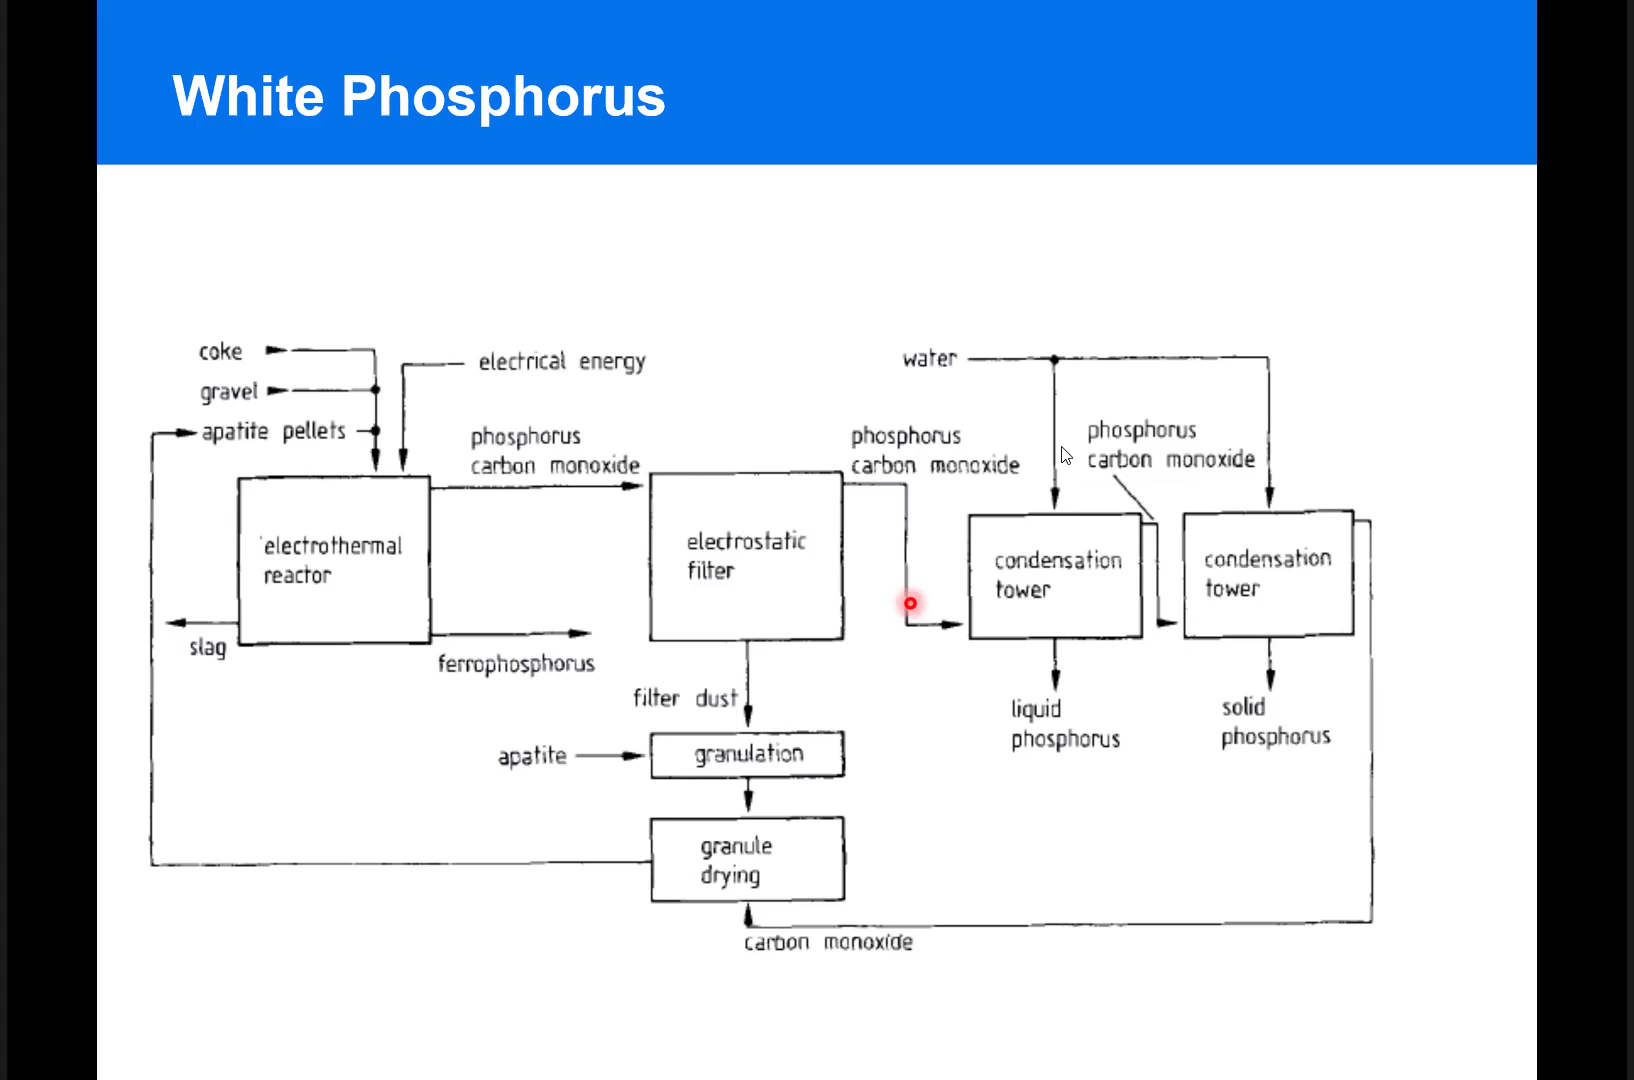 White Phosphorus
coke
gravel
apatite pellets
electrical energy
phosphorus
carbon monoxide
water
phosphorus
carbon monoxide
phosphorus
carbon monoxide
electrothermal
reactor
electrostatic
filter
condensation
tower
condensation
tower
slag
ferrophosphorus
filter dust
liquid
phosphorus
solid
phosphorus
apatite
granulation
granule
drying
carbon monoxide